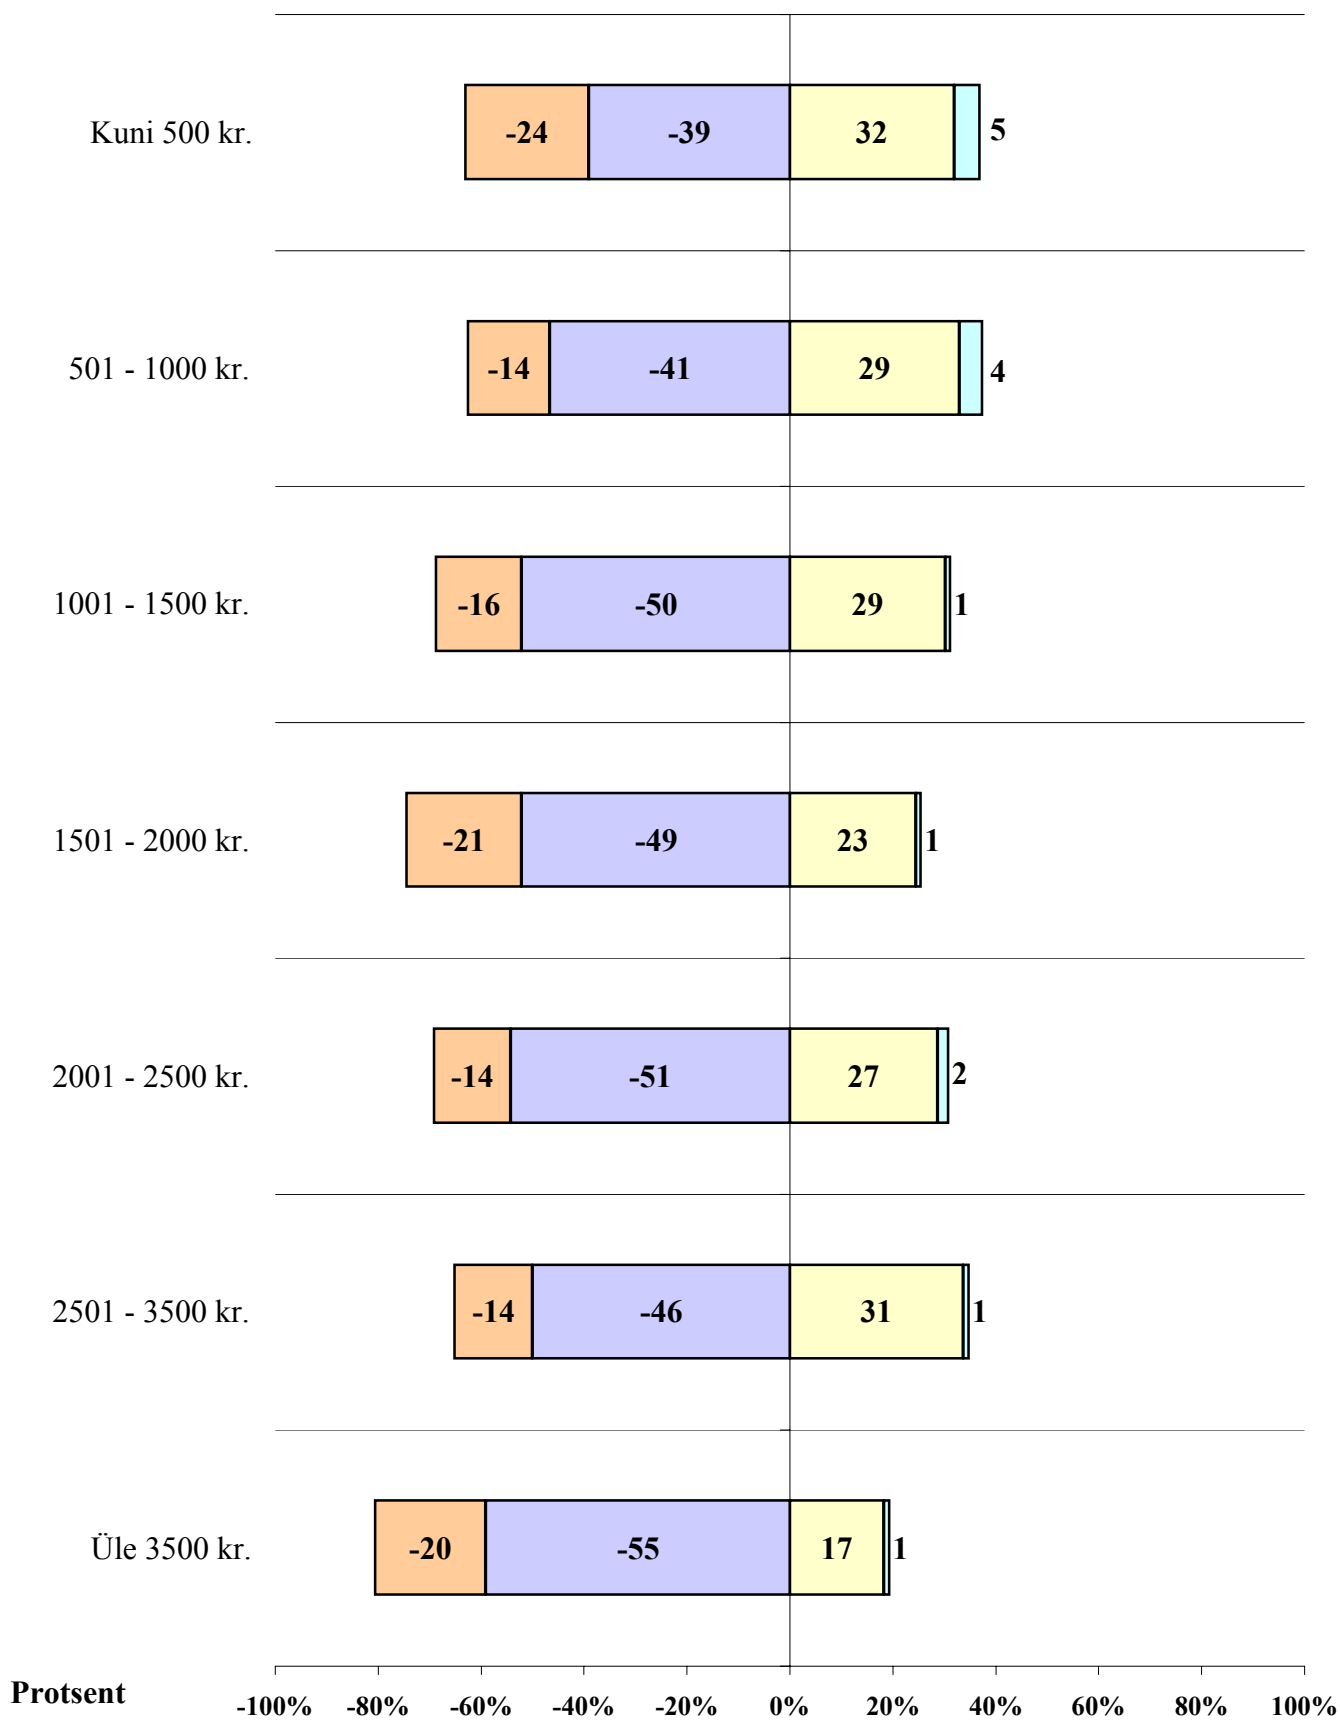 Kuni 500 kr. -24 -39 32 5
501 - 1000 kr. -14 -41 29 4
1001 - 1500 kr. -16 -50 29 1
1501 - 2000 kr. -21 -49 23 1
2001 - 2500 kr. -14 -51 27 2
2501 - 3500 kr. -14 -46 31 1
Üle 3500 kr. -20 -55 17 1
Protsent -100% -80% -60% -40% -20% 0% 20% 40% 60% 80% 100%